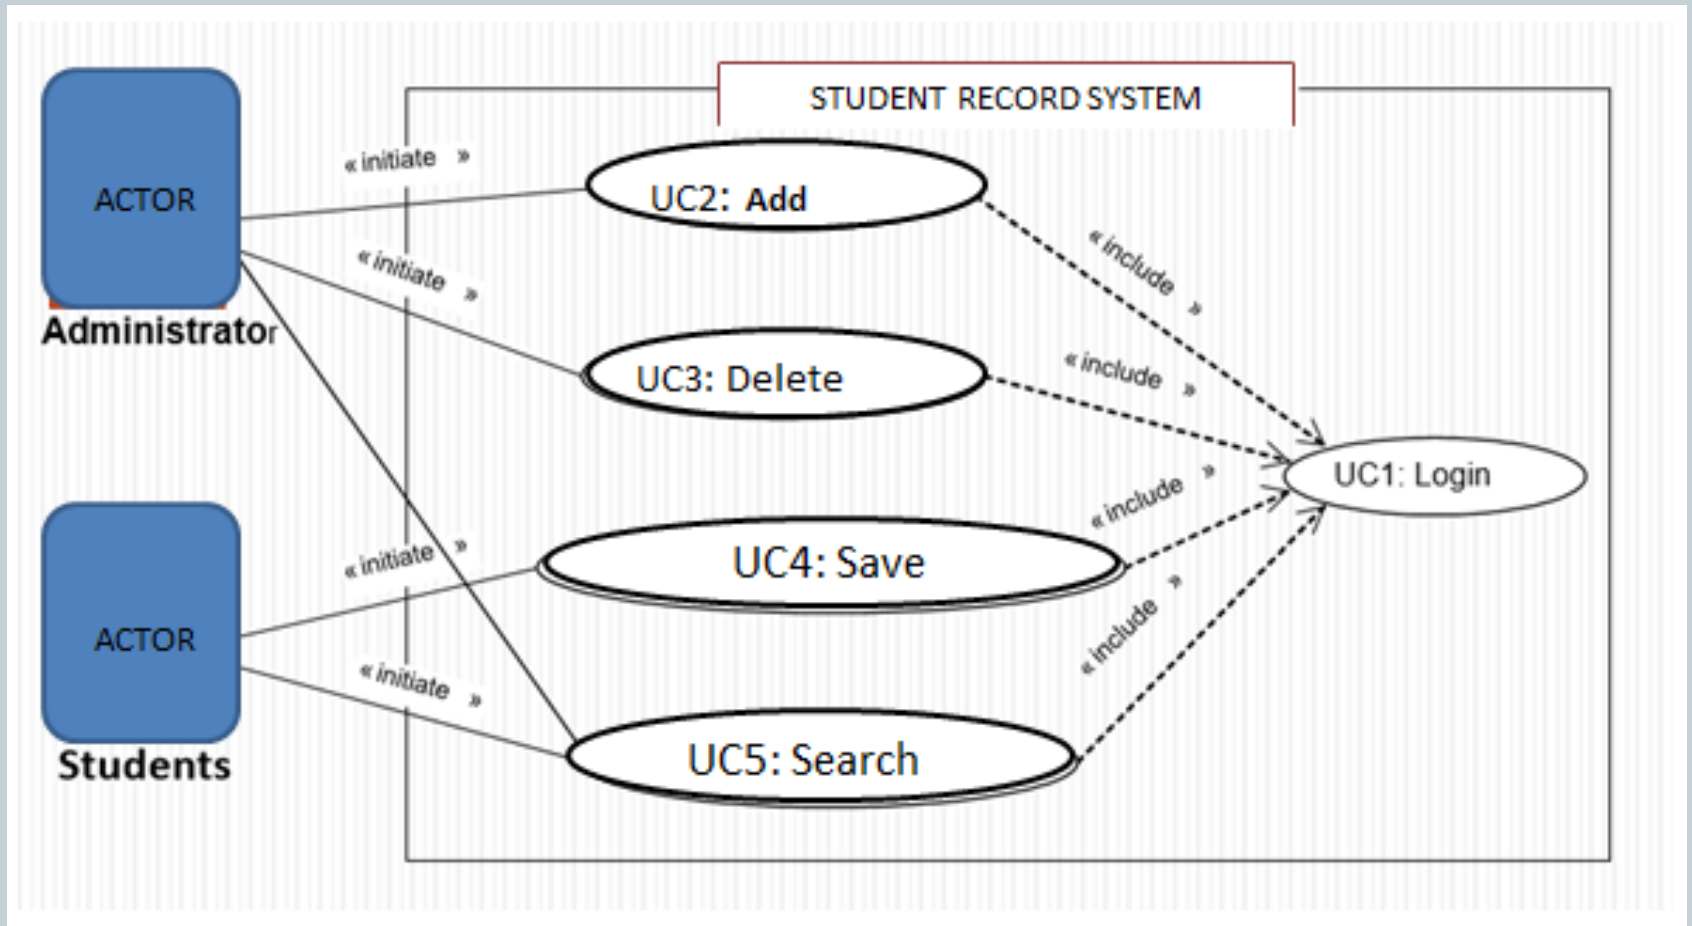 STUDENT RECORD SYSTEM
ACTOR
Administrator
« initiate »
UC2: Add
« include »
« initiate »
UC3: Delete
« include »
UC1: Login
ACTOR
Students
« initiate »
UC4: Save
« include »
« initiate »
UC5: Search
« include »